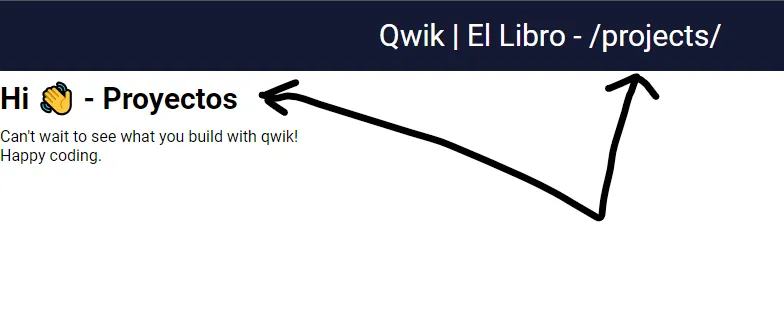 Qwik | El Libro - /projects/
Hi 👋 - Proyectos
Can't wait to see what you build with qwik!
Happy coding.